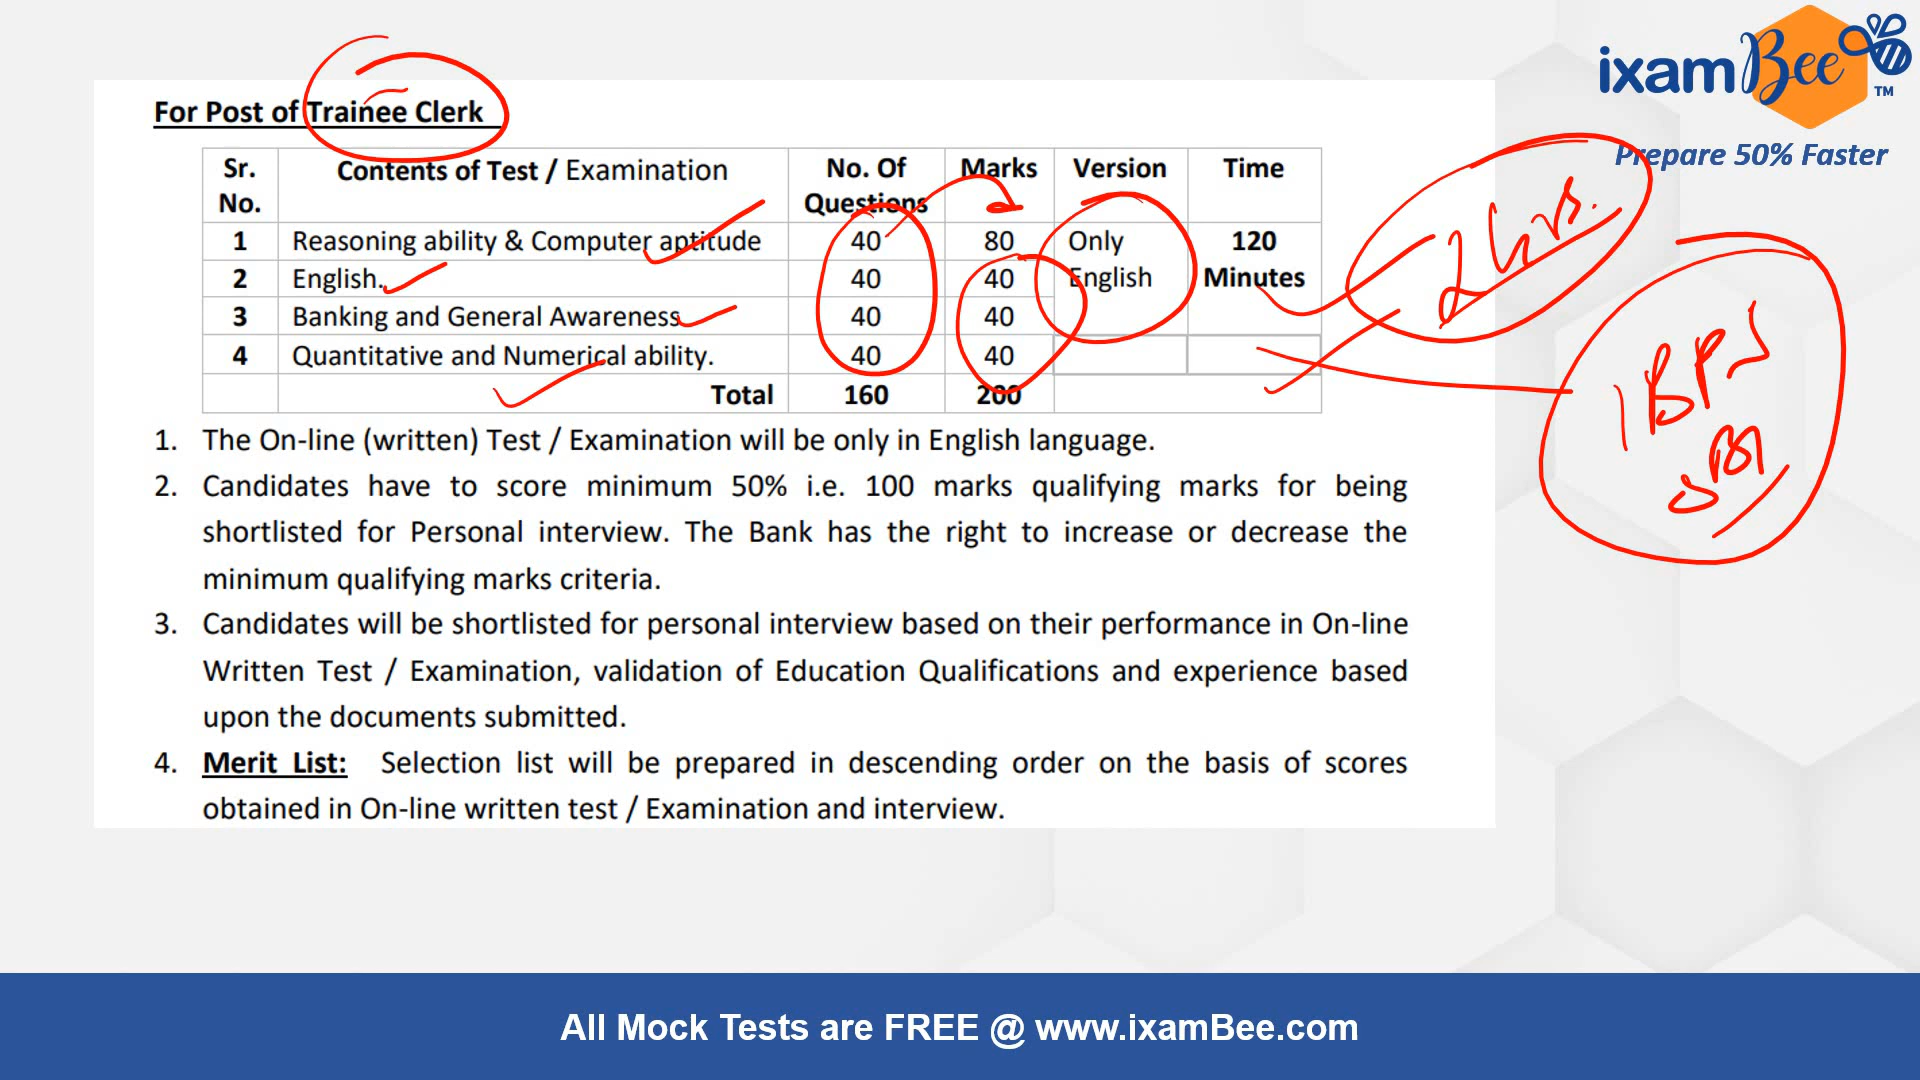 ixamBee
TM
Prepare 50% Faster
For Post of Trainee Clerk
Sr. No. Contents of Test / Examination No. Of Questions Marks Version Time
1 Reasoning ability & Computer aptitude 40 80 Only English 120 Minutes
2 English. 40 40
3 Banking and General Awareness 40 40
4 Quantitative and Numerical ability. 40 40
Total 160 200
2 hrs.
IBPS
1. The On-line (written) Test / Examination will be only in English language.
2. Candidates have to score minimum 50% i.e. 100 marks qualifying marks for being
shortlisted for Personal interview. The Bank has the right to increase or decrease the
minimum qualifying marks criteria.
3. Candidates will be shortlisted for personal interview based on their performance in On-line
Written Test / Examination, validation of Education Qualifications and experience based
upon the documents submitted.
4. Merit List: Selection list will be prepared in descending order on the basis of scores
obtained in On-line written test / Examination and interview.
All Mock Tests are FREE @ www.ixamBee.com